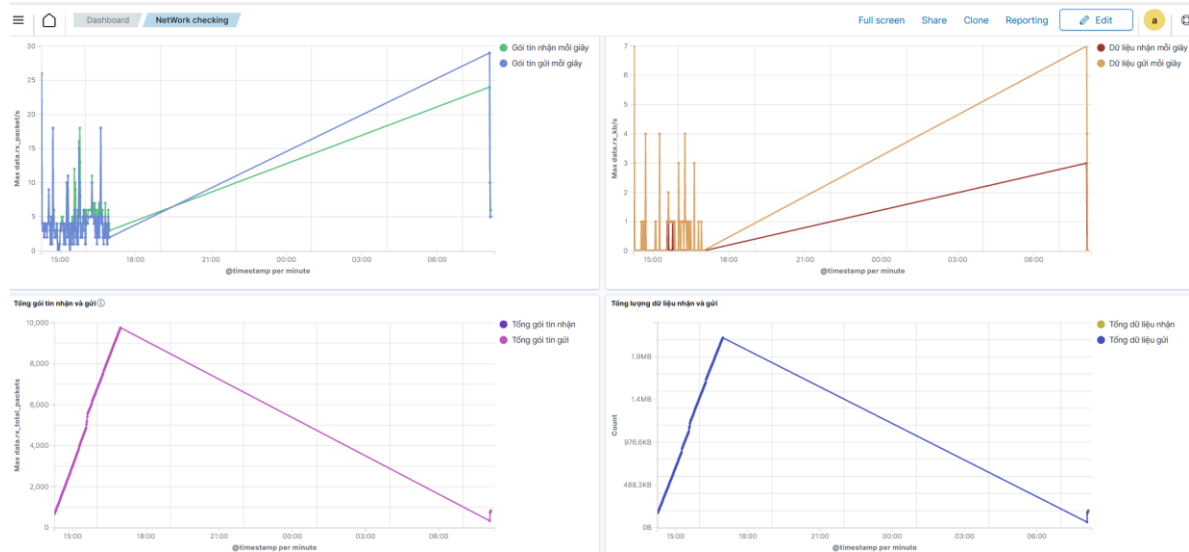 Dashboard NetWork checking Full screen Share Clone Reporting Edit a
30
25
20
15
10
5
0
Max data.rx_packet/s
15:00 18:00 21:00 00:00 03:00 06:00
@timestamp per minute
Gói tin nhận mỗi giây
Gói tin gửi mỗi giây
7
6
5
4
3
2
1
0
Max data.rx_kb/s
15:00 18:00 21:00 00:00 03:00 06:00
@timestamp per minute
Dữ liệu nhận mỗi giây
Dữ liệu gửi mỗi giây
Tổng gói tin nhận và gửi
10,000
8,000
6,000
4,000
2,000
0
Max data.rx_total_packets
15:00 18:00 21:00 00:00 03:00 06:00
@timestamp per minute
Tổng gói tin nhận
Tổng gói tin gửi
Tổng lượng dữ liệu nhận và gửi
1.9MB
1.4MB
976.6KB
488.3KB
0B
Count
15:00 18:00 21:00 00:00 03:00 06:00
@timestamp per minute
Tổng dữ liệu nhận
Tổng dữ liệu gửi